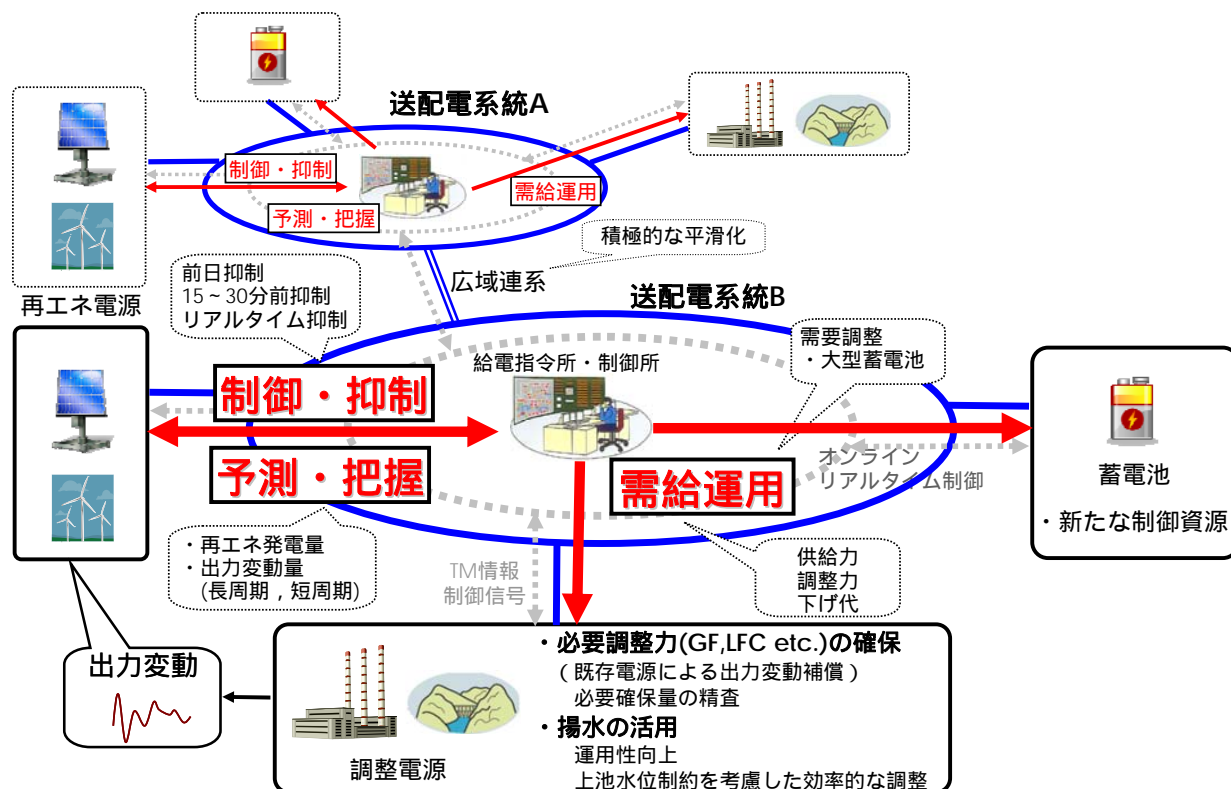 送配電系統A
制御・抑制
需給運用
予測・把握
積極的な平滑化
再エネ電源
前日抑制
15～30分前抑制
リアルタイム抑制
広域連系
送配電系統B
需要調整
・大型蓄電池
給電指令所・制御所
制御・抑制
予測・把握
需給運用
オンライン
リアルタイム制御
蓄電池
・新たな制御資源
・再エネ発電量
・出力変動量
(長周期，短周期)
TM情報
制御信号
供給力
調整力
下げ代
出力変動
調整電源
・必要調整力(GF,LFC etc.)の確保
（既存電源による出力変動補償）
必要確保量の精査
・揚水の活用
運用性向上
上池水位制約を考慮した効率的な調整